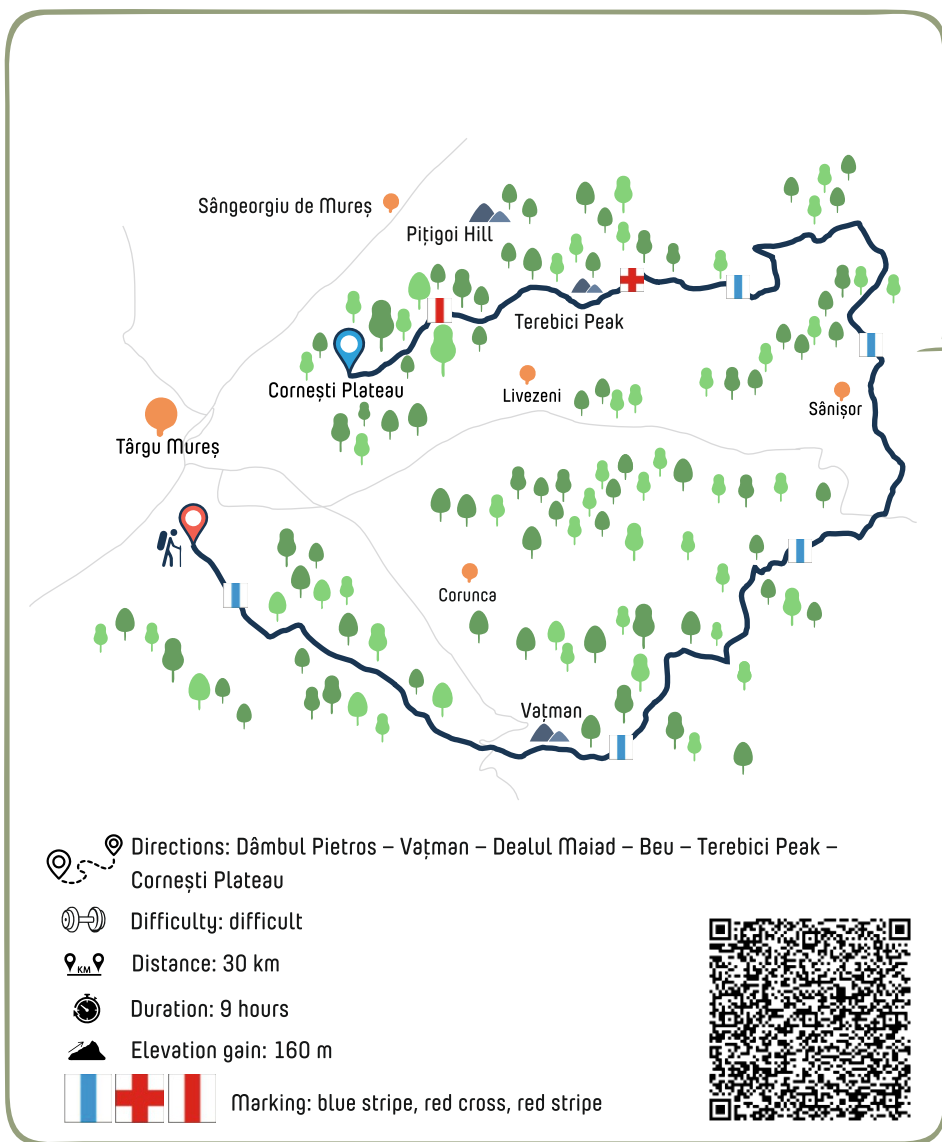 Sângeorgiu de Mureș
Pițigoi Hill
Terebici Peak
Cornești Plateau
Livezeni
Sânișor
Târgu Mureș
Corunca
Vațman
Directions: Dâmbul Pietros – Vațman – Dealul Maiad – Beu – Terebici Peak –
Cornești Plateau
Difficulty: difficult
KM
Distance: 30 km
Duration: 9 hours
Elevation gain: 160 m
Marking: blue stripe, red cross, red stripe